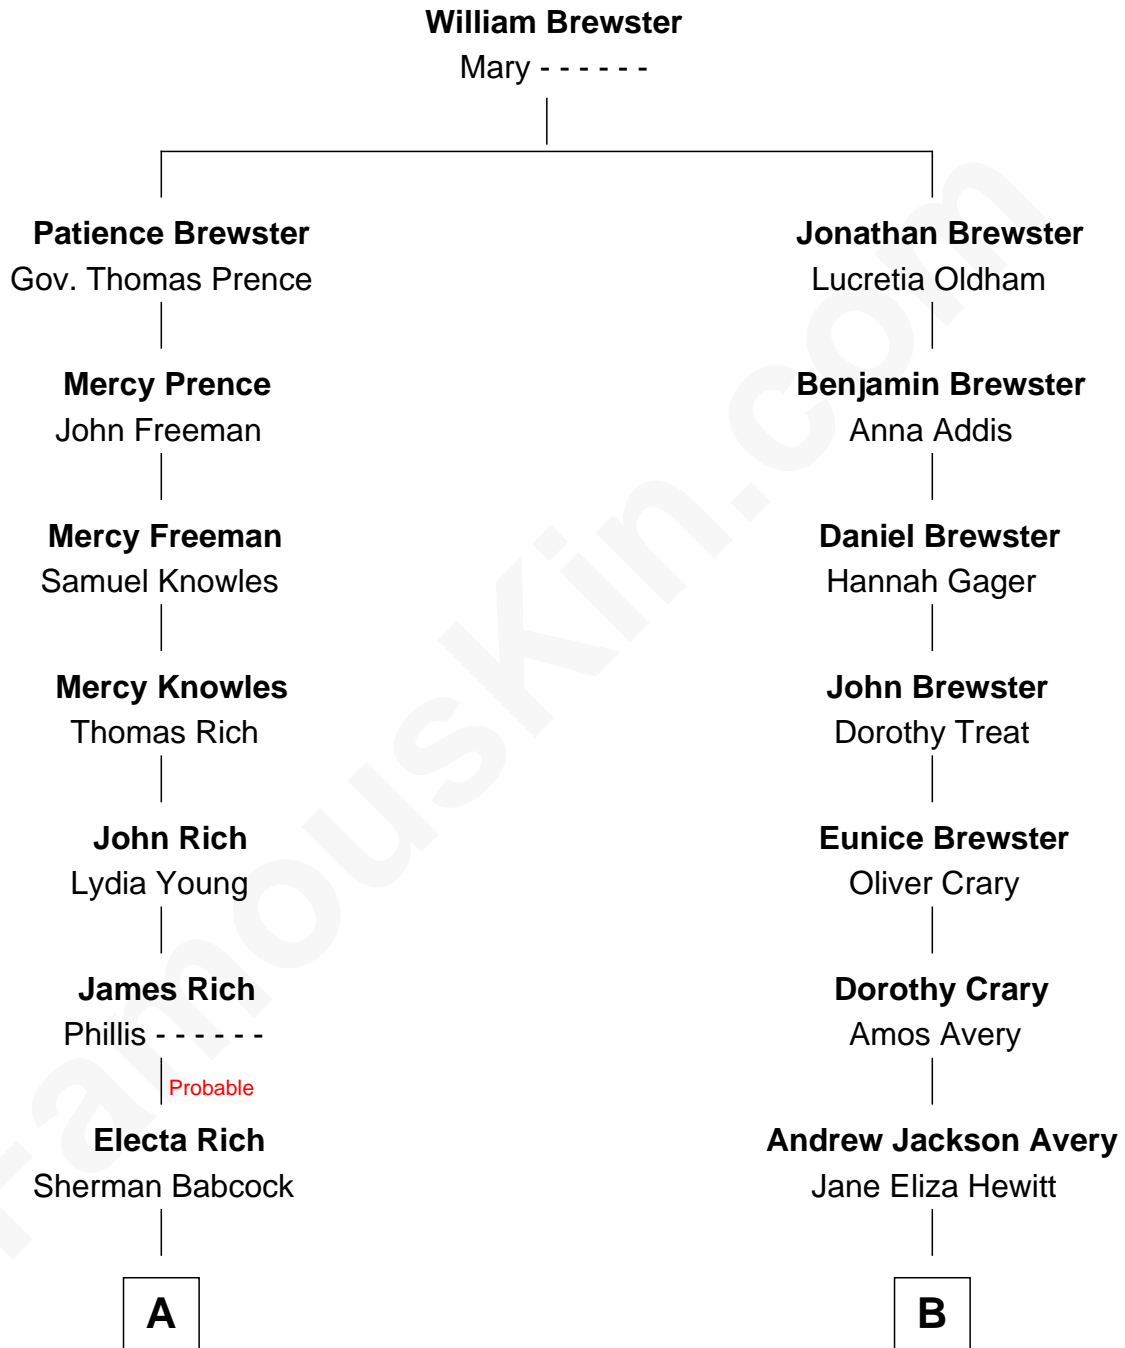 William Brewster
Mary - - - - - -
Patience Brewster
Gov. Thomas Prence
Jonathan Brewster
Lucretia Oldham
Mercy Prence
John Freeman
Benjamin Brewster
Anna Addis
Mercy Freeman
Samuel Knowles
Daniel Brewster
Hannah Gager
Mercy Knowles
Thomas Rich
John Brewster
Dorothy Treat
John Rich
Lydia Young
Eunice Brewster
Oliver Crary
James Rich
Phillis - - - - - -
Dorothy Crary
Amos Avery
Probable
Electa Rich
Sherman Babcock
Andrew Jackson Avery
Jane Eliza Hewitt
A
B
FamousKin.com